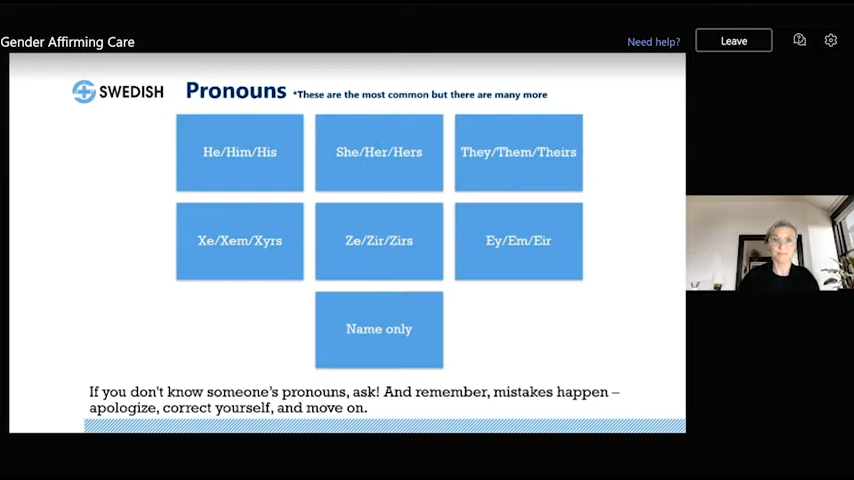 Gender Affirming Care
Need help?
Leave
SWEDISH
Pronouns *These are the most common but there are many more
He/Him/His
She/Her/Hers
They/Them/Theirs
Xe/Xem/Xyrs
Ze/Zir/Zirs
Ey/Em/Eir
Name only
If you don't know someone's pronouns, ask! And remember, mistakes happen –
apologize, correct yourself, and move on.